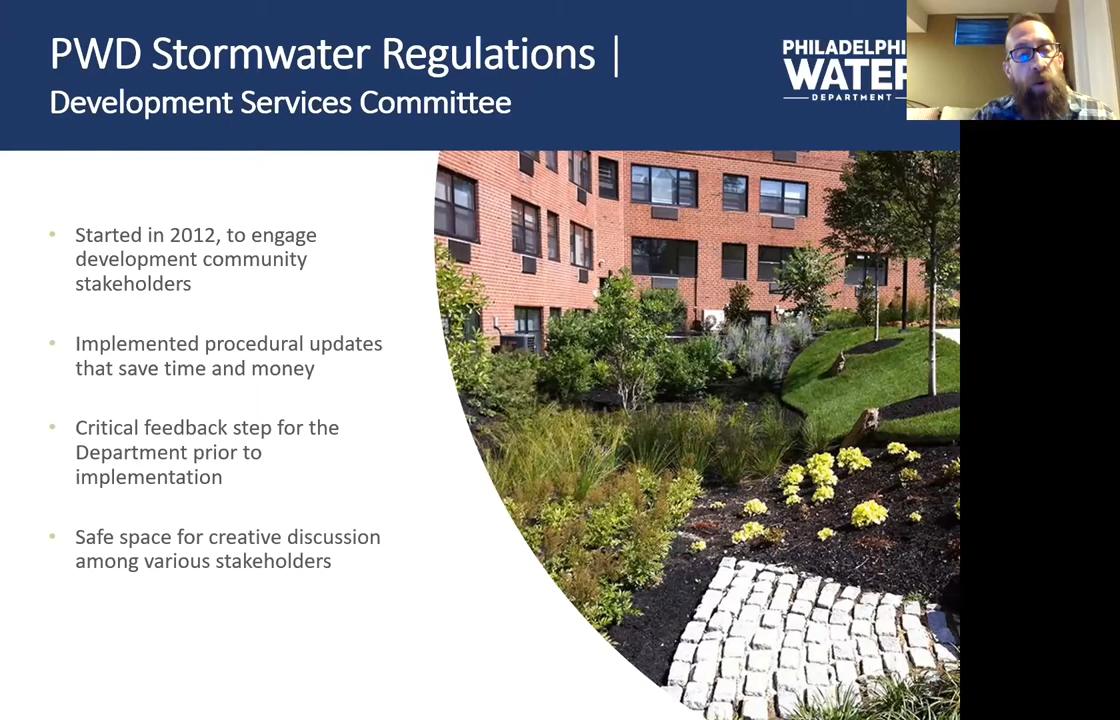 PWD Stormwater Regulations |
Development Services Committee
PHILADELPHI
WATER
DEPARTMENT
• Started in 2012, to engage
development community
stakeholders
• Implemented procedural updates
that save time and money
• Critical feedback step for the
Department prior to
implementation
• Safe space for creative discussion
among various stakeholders